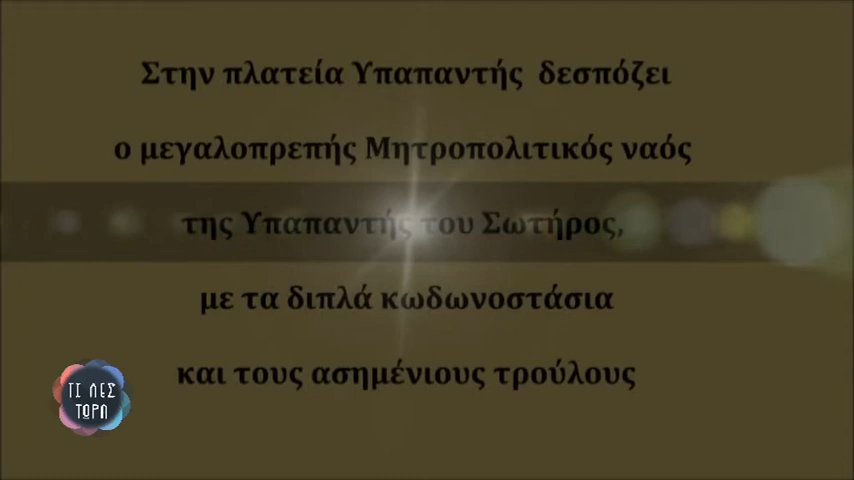 Στην πλατεία Υπαπαντής δεσπόζει
ο μεγαλοπρεπής Μητροπολιτικός ναός
της Υπαπαντής του Σωτήρος,
με τα διπλά κωδωνοστάσια
και τους ασημένιους τρούλους
ΤΙ ΛΕΣ
ΤΩΡΑ